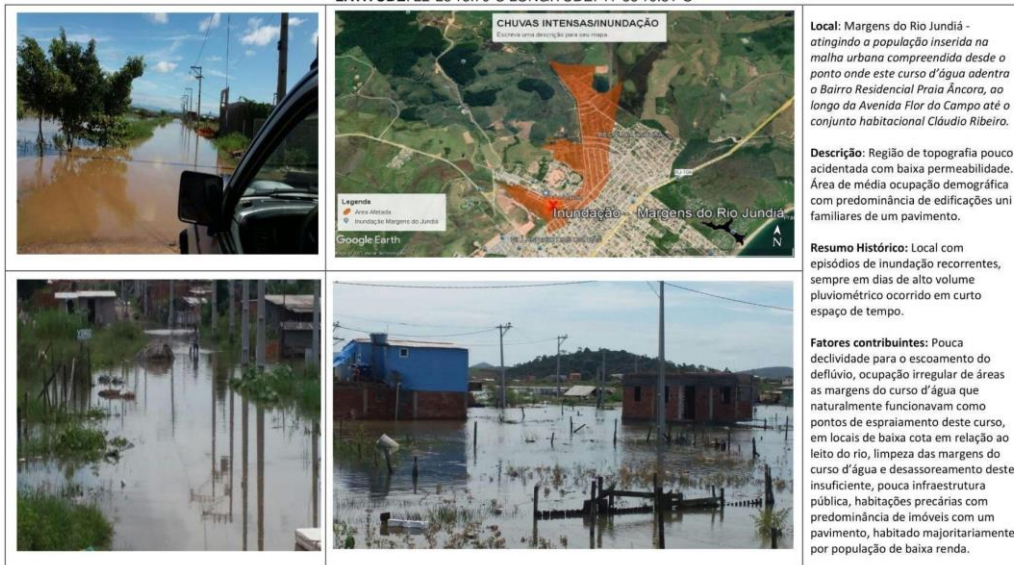 CHUVAS INTENSAS/INUNDAÇÃO
Escreva uma descrição para seu mapa.
Legenda
Área Afetada
Inundação Margens do Jundiá
Inundação - Margens do Rio Jundiá
Google Earth
N
Local: Margens do Rio Jundiá -
atingindo a população inserida na
malha urbana compreendida desde o
ponto onde este curso d'água adentra
o Bairro Residencial Praia Âncora, ao
longo da Avenida Flor do Campo até o
conjunto habitacional Cláudio Ribeiro.
Descrição: Região de topografia pouco
acidentada com baixa permeabilidade.
Área de média ocupação demográfica
com predominância de edificações uni
familiares de um pavimento.
Resumo Histórico: Local com
episódios de inundação recorrentes,
sempre em dias de alto volume
pluviométrico ocorrido em curto
espaço de tempo.
Fatores contribuintes: Pouca
declividade para o escoamento do
deflúvio, ocupação irregular de áreas
as margens do curso d'água que
naturalmente funcionavam como
pontos de espraiamento deste curso,
em locais de baixa cota em relação ao
leito do rio, limpeza das margens do
curso d'água e desassoreamento deste
insuficiente, pouca infraestrutura
pública, habitações precárias com
predominância de imóveis com um
pavimento, habitado majoritariamente
por população de baixa renda.